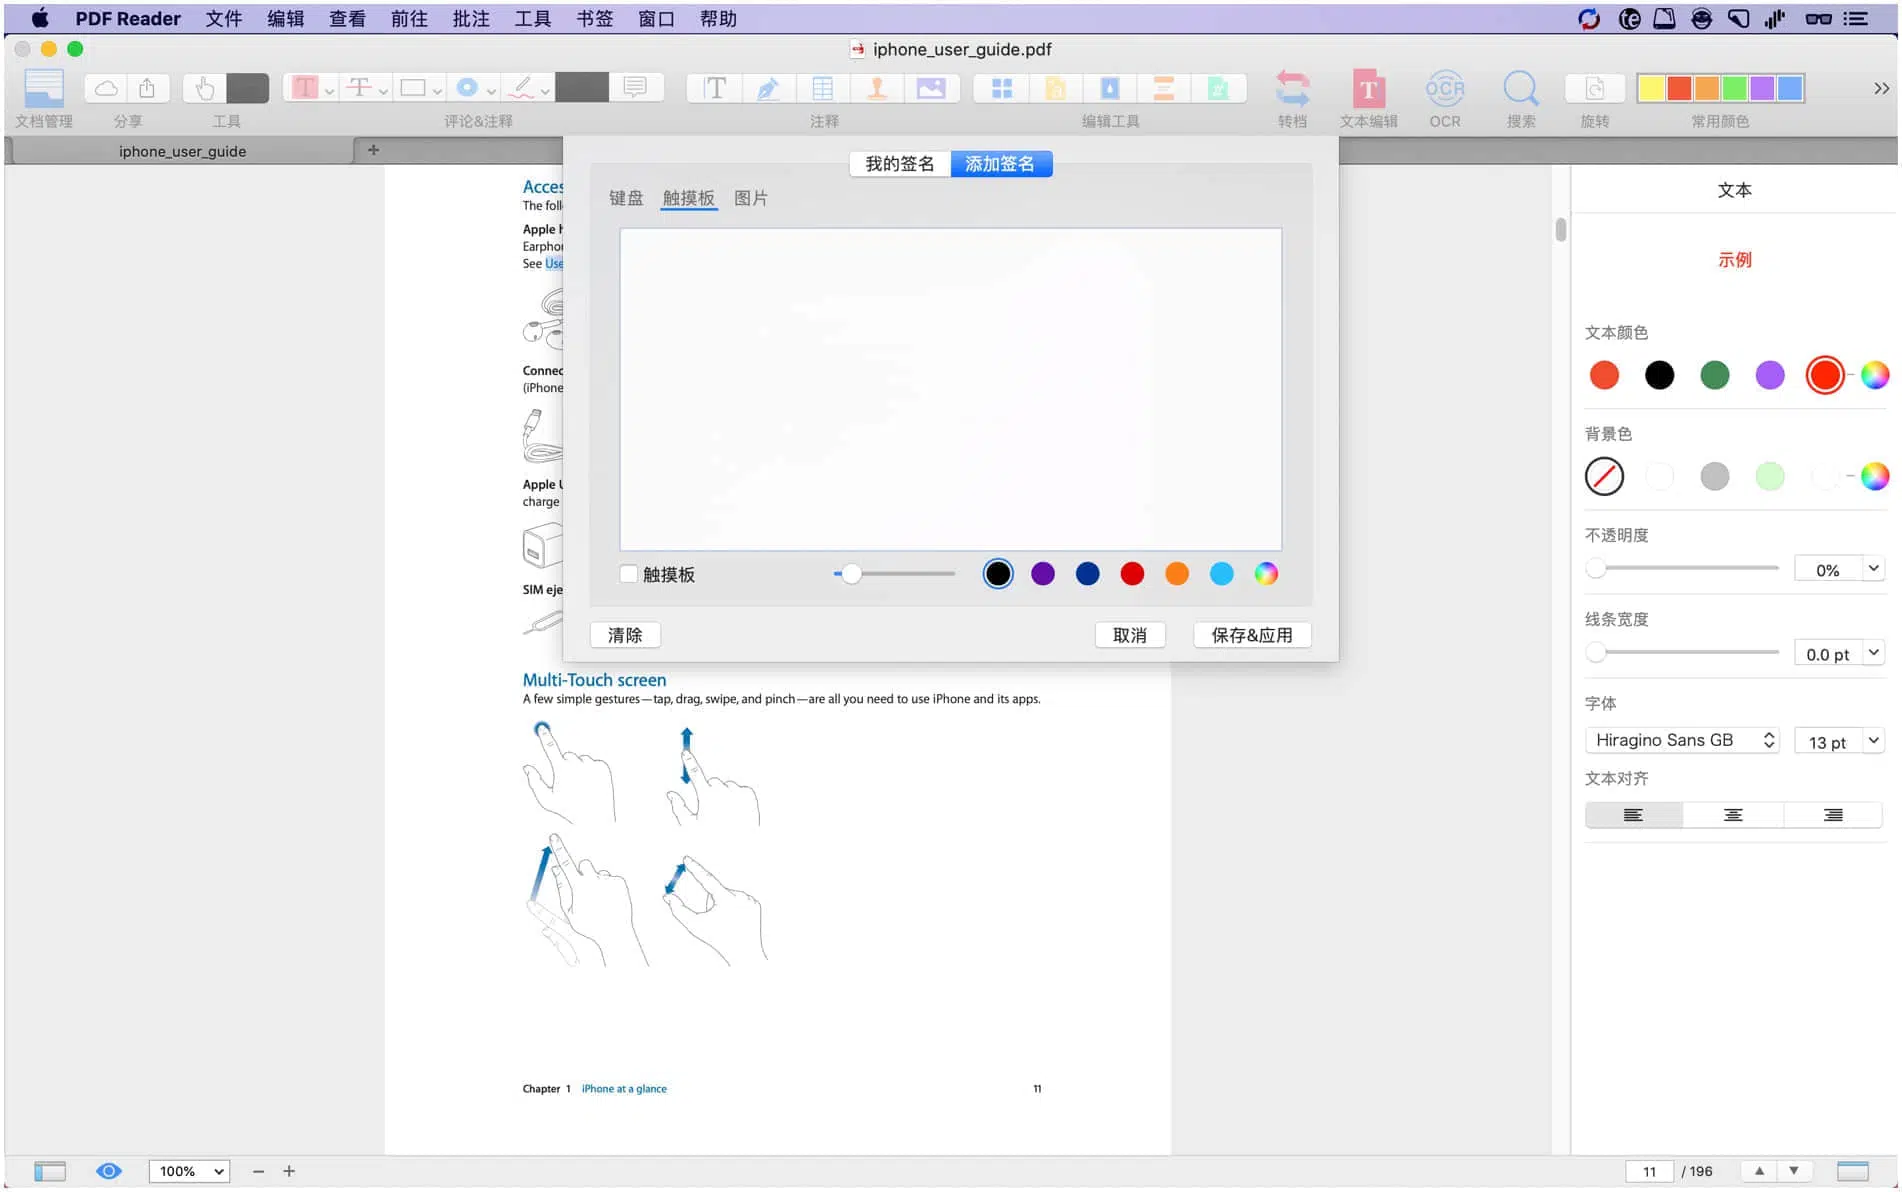 PDF Reader 文件 编辑 查看 前往 批注 工具 书签 窗口 帮助
iphone_user_guide.pdf
文档管理 分享 工具 评论&注释 注释 编辑工具 转档 文本编辑 OCR 搜索 旋转 常用颜色
iphone_user_guide
我的签名 添加签名
键盘 触摸板 图片
触摸板
清除 取消 保存&应用
Acces
The foll
Apple h
Earphon
See Use
Connec
(iPhone
Apple U
charge
SIM eje
Multi-Touch screen
A few simple gestures—tap, drag, swipe, and pinch—are all you need to use iPhone and its apps.
Chapter 1 iPhone at a glance 11
文本
示例
文本颜色
背景色
不透明度
0%
线条宽度
0.0 pt
字体
Hiragino Sans GB 13 pt
文本对齐
100% 11 / 196